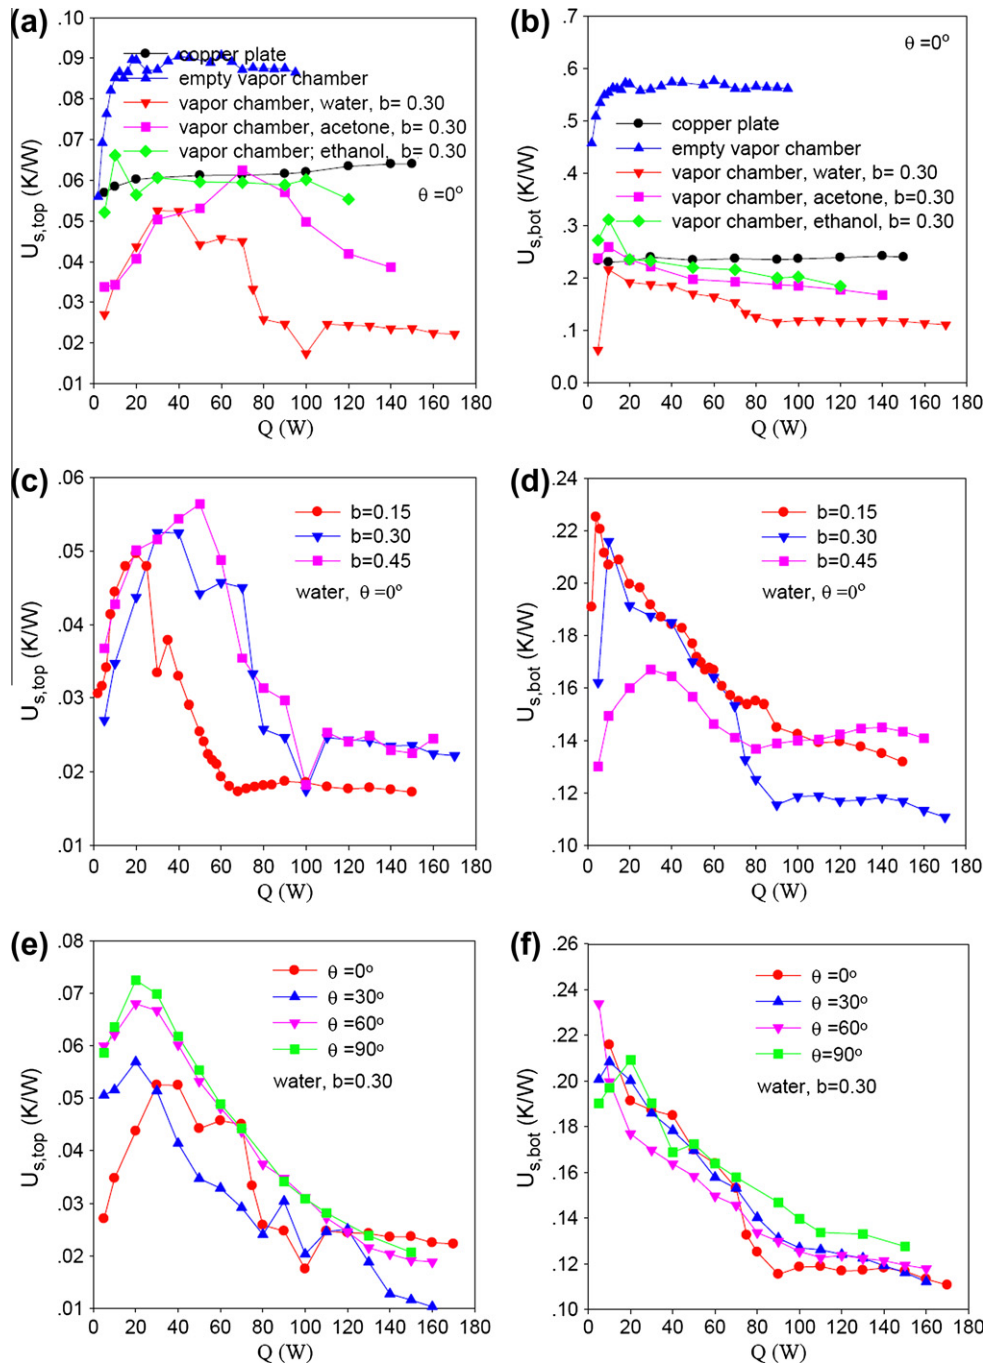 (a)
.10
.09
.08
.07
.06
.05
.04
.03
.02
.01
U_s,top (K/W)
copper plate
empty vapor chamber
vapor chamber, water, b= 0.30
vapor chamber, acetone, b= 0.30
vapor chamber; ethanol, b= 0.30
θ =0°
0 20 40 60 80 100 120 140 160 180
Q (W)
(b)
.7
.6
.5
.4
.3
.2
.1
0.0
U_s,bot (K/W)
θ =0°
copper plate
empty vapor chamber
vapor chamber, water, b= 0.30
vapor chamber, acetone, b=0.30
vapor chamber, ethanol, b= 0.30
0 20 40 60 80 100 120 140 160 180
Q (W)
(c)
.06
.05
.04
.03
.02
.01
U_s,top (K/W)
b=0.15
b=0.30
b=0.45
water, θ =0°
0 20 40 60 80 100 120 140 160 180
Q (W)
(d)
.24
.22
.20
.18
.16
.14
.12
.10
U_s,bot (K/W)
b=0.15
b=0.30
b=0.45
water, θ =0°
0 20 40 60 80 100 120 140 160 180
Q (W)
(e)
.08
.07
.06
.05
.04
.03
.02
.01
U_s,top (K/W)
θ =0°
θ =30°
θ =60°
θ =90°
water, b=0.30
0 20 40 60 80 100 120 140 160 180
Q (W)
(f)
.26
.24
.22
.20
.18
.16
.14
.12
.10
U_s,bot (K/W)
θ =0°
θ =30°
θ =60°
θ=90°
water, b=0.30
0 20 40 60 80 100 120 140 160 180
Q (W)